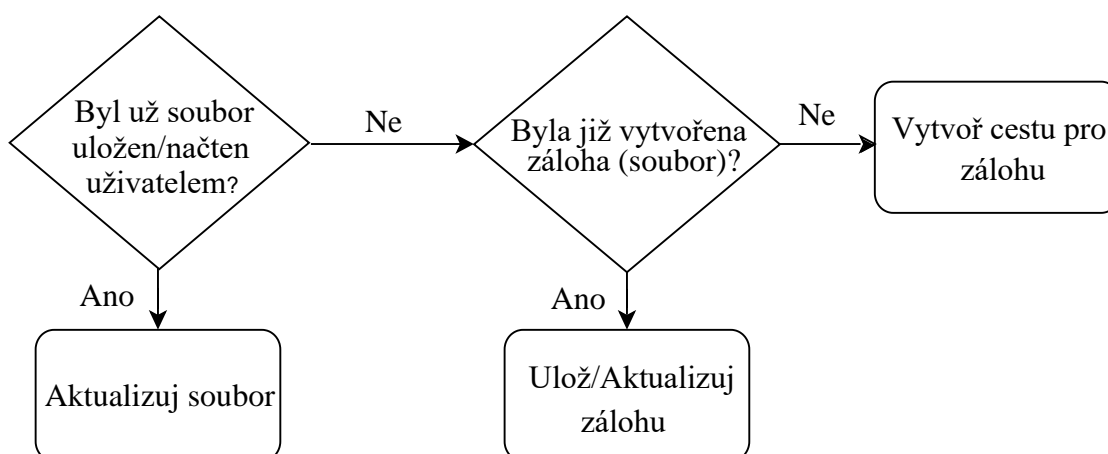 Byl už soubor
uložen/načten
uživatelem?
Ne
Byla již vytvořena
záloha (soubor)?
Ne
Vytvoř cestu pro
zálohu
Ano
Aktualizuj soubor
Ano
Ulož/Aktualizuj
zálohu